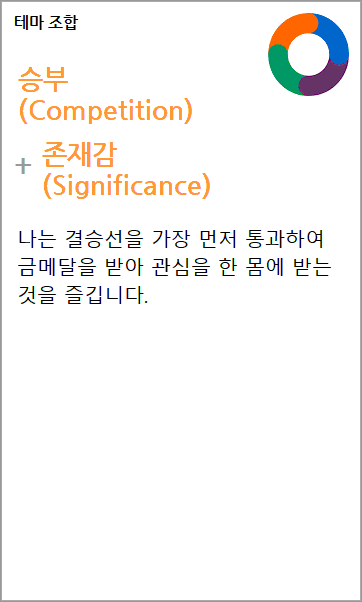 테마 조합
승부
(Competition)
+ 존재감
(Significance)
나는 결승선을 가장 먼저 통과하여
금메달을 받아 관심을 한 몸에 받는
것을 즐깁니다.